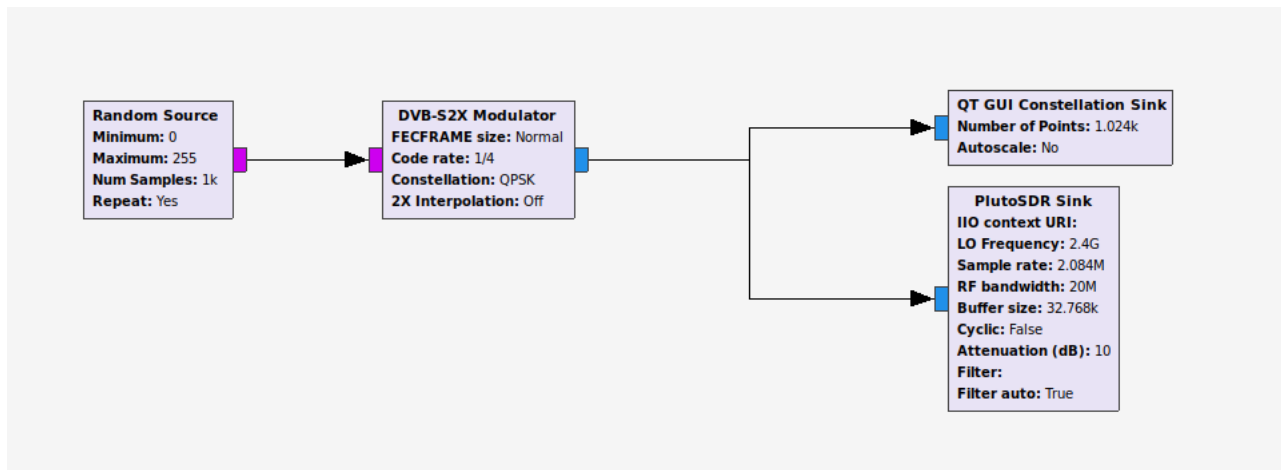 Random Source
Minimum: 0
Maximum: 255
Num Samples: 1k
Repeat: Yes
DVB-S2X Modulator
FECFRAME size: Normal
Code rate: 1/4
Constellation: QPSK
2X Interpolation: Off
QT GUI Constellation Sink
Number of Points: 1.024k
Autoscale: No
PlutoSDR Sink
IIO context URI:
LO Frequency: 2.4G
Sample rate: 2.084M
RF bandwidth: 20M
Buffer size: 32.768k
Cyclic: False
Attenuation (dB): 10
Filter:
Filter auto: True